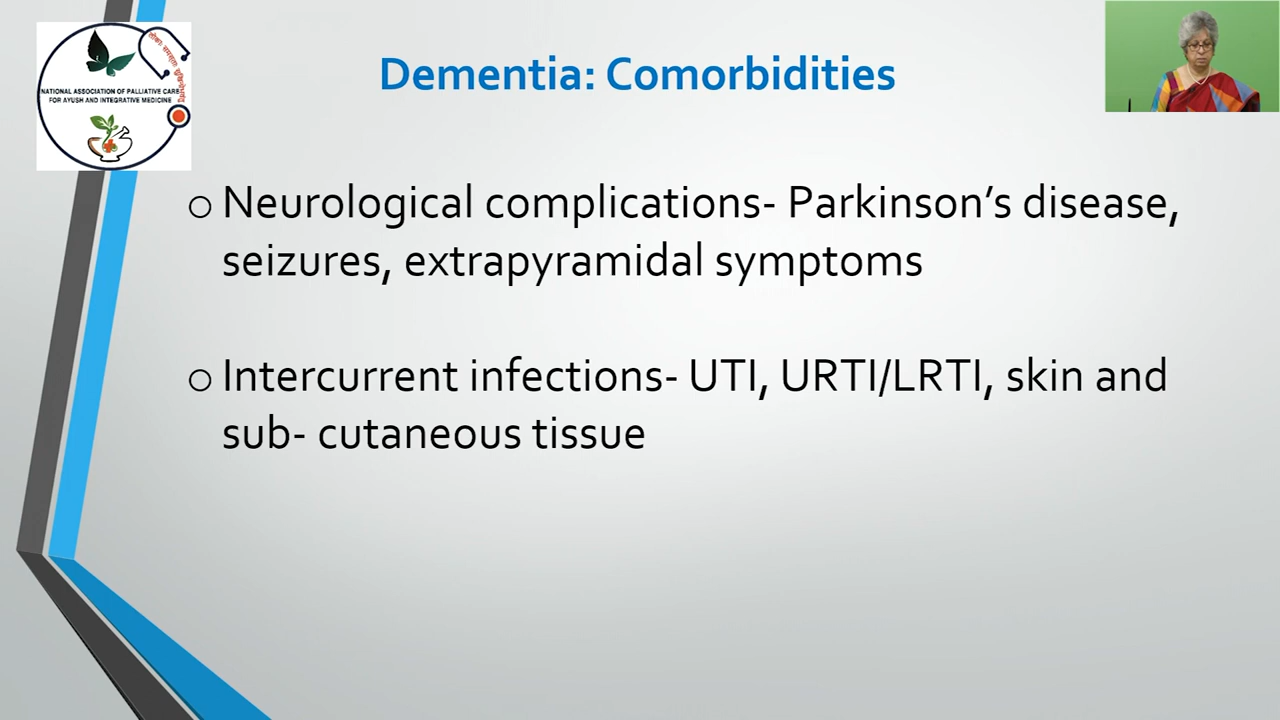 NATIONAL ASSOCIATION OF PALLIATIVE CARE
FOR AYUSH AND INTEGRATIVE MEDICINE
Dementia: Comorbidities
o Neurological complications- Parkinson’s disease,
seizures, extrapyramidal symptoms
o Intercurrent infections- UTI, URTI/LRTI, skin and
sub- cutaneous tissue